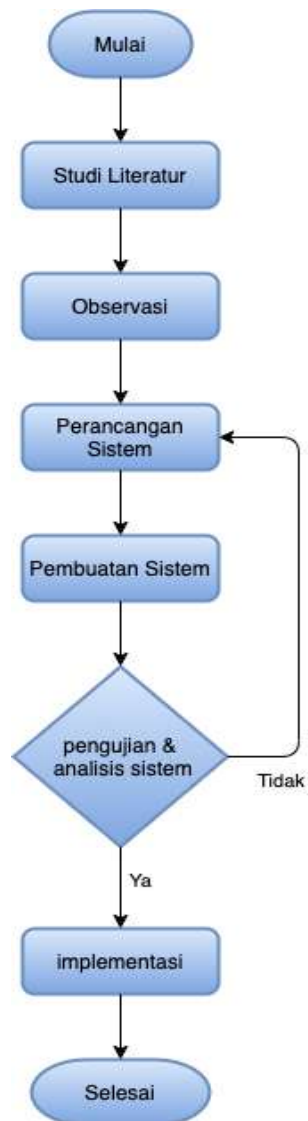 Mulai
Studi Literatur
Observasi
Perancangan
Sistem
Pembuatan Sistem
pengujian &
analisis sistem
Tidak
Ya
implementasi
Selesai